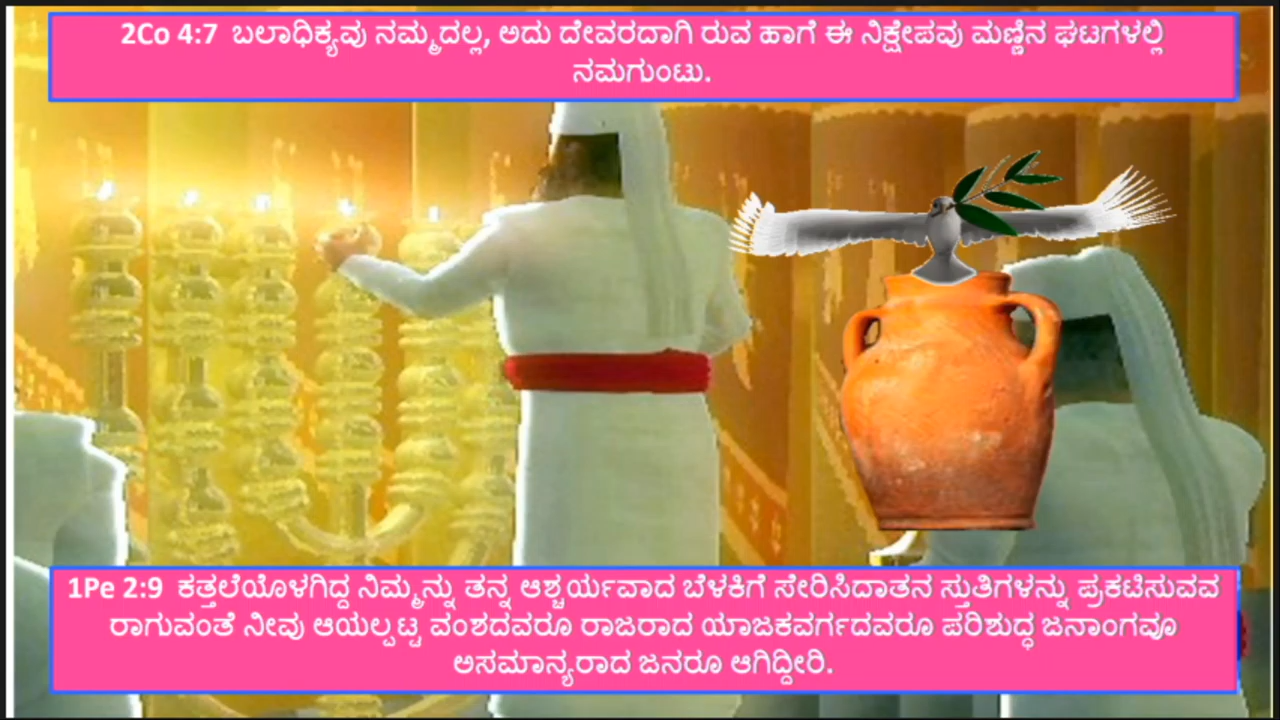 2Co 4:7 ಬಲಾಧಿಕ್ಯವು ನಮ್ಮದಲ್ಲ, ಅದು ದೇವರದಾಗಿ ರುವ ಹಾಗೆ ಈ ನಿಕ್ಷೇಪವು ಮಣ್ಣಿನ ಘಟಗಳಲ್ಲಿ
ನಮಗುಂಟು.
1Pe 2:9 ಕತ್ತಲೆಯೊಳಗಿದ್ದ ನಿಮ್ಮನ್ನು ತನ್ನ ಆಶ್ಚರ್ಯವಾದ ಬೆಳಕಿಗೆ ಸೇರಿಸಿದಾತನ ಸ್ತುತಿಗಳನ್ನು ಪ್ರಕಟಿಸುವವ
ರಾಗುವಂತೆ ನೀವು ಆಯಲ್ಪಟ್ಟ ವಂಶದವರೂ ರಾಜರಾದ ಯಾಜಕವರ್ಗದವರೂ ಪರಿಶುದ್ಧ ಜನಾಂಗವೂ
ಅಸಮಾನ್ಯರಾದ ಜನರೂ ಆಗಿದ್ದೀರಿ.